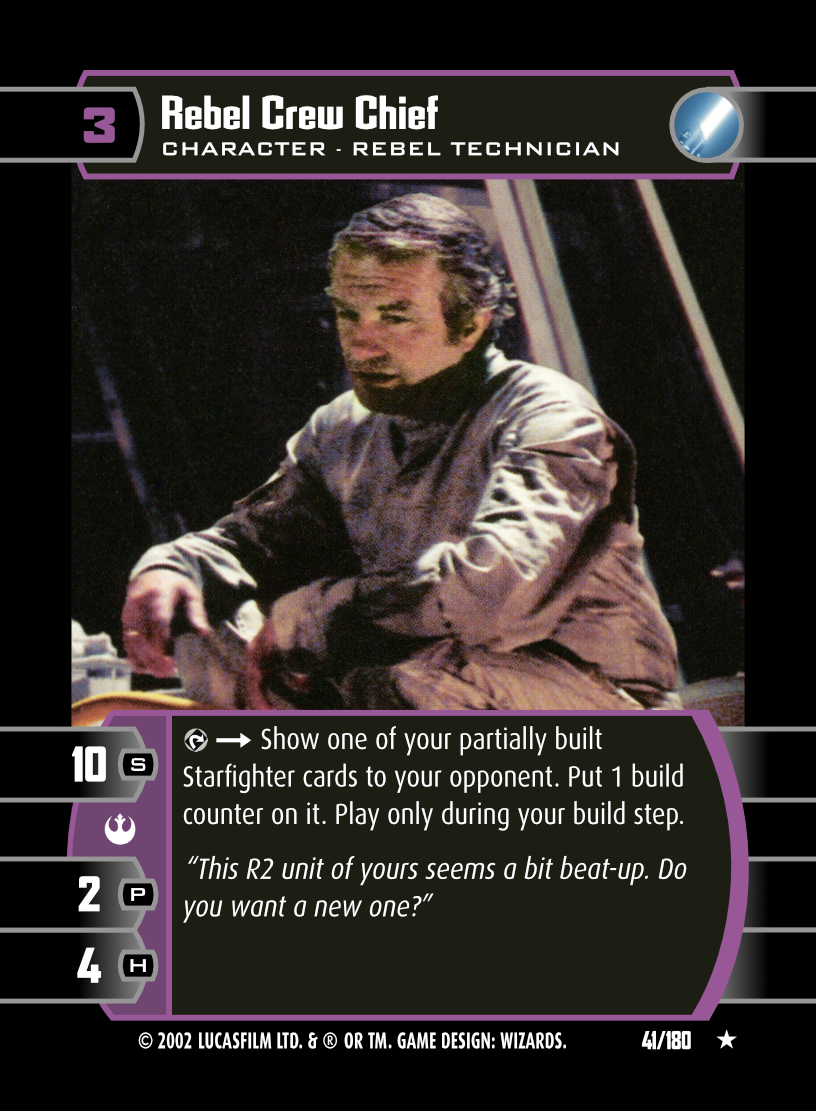 3
Rebel Crew Chief
CHARACTER - REBEL TECHNICIAN
10 S
2 P
4 H
Show one of your partially built
Starfighter cards to your opponent. Put 1 build
counter on it. Play only during your build step.
“This R2 unit of yours seems a bit beat-up. Do
you want a new one?”
© 2002 LUCASFILM LTD. & ® OR TM. GAME DESIGN: WIZARDS. 41/180 ★